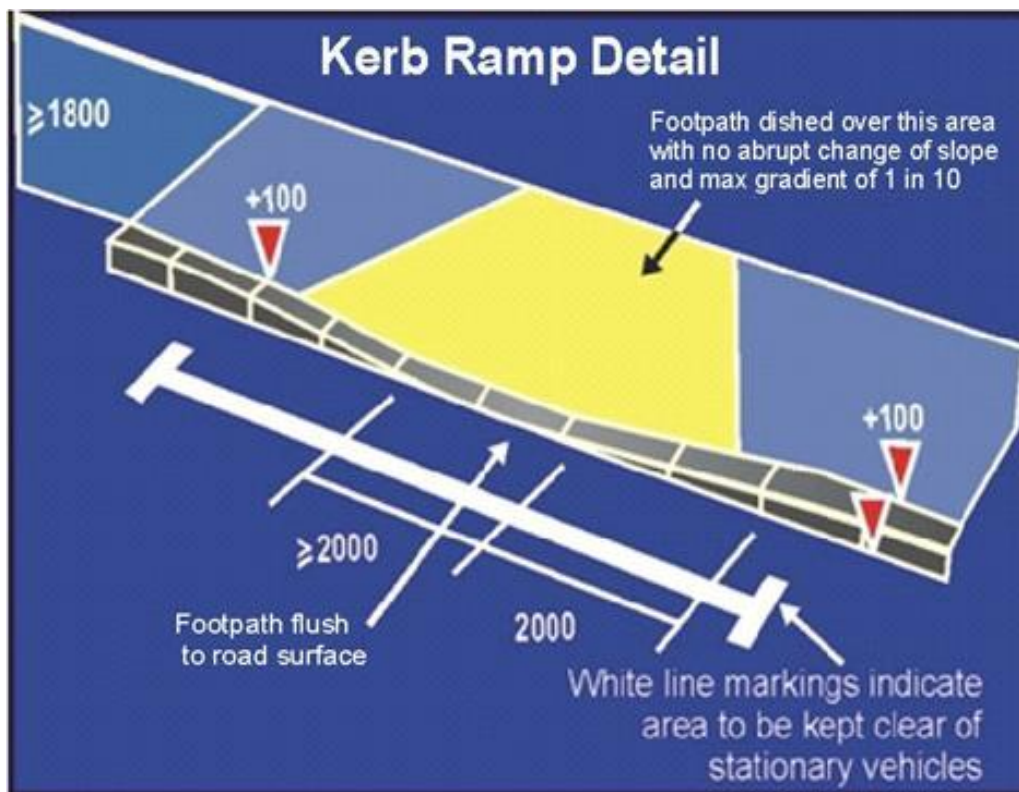 Kerb Ramp Detail
⩾1800
Footpath dished over this area
with no abrupt change of slope
and max gradient of 1 in 10
+100
+100
⩾2000
2000
Footpath flush
to road surface
White line markings indicate
area to be kept clear of
stationary vehicles